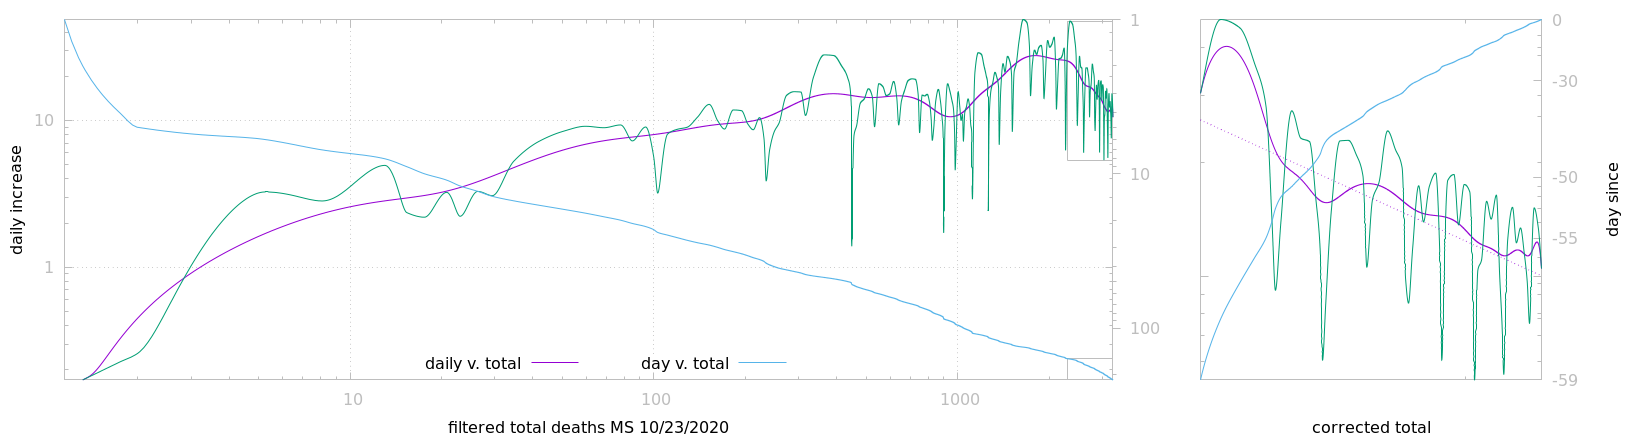 daily increase
10
1
daily v. total
day v. total
10
100
1000
1
10
100
filtered total deaths MS 10/23/2020
0
-30
-50
-55
-59
day since
corrected total